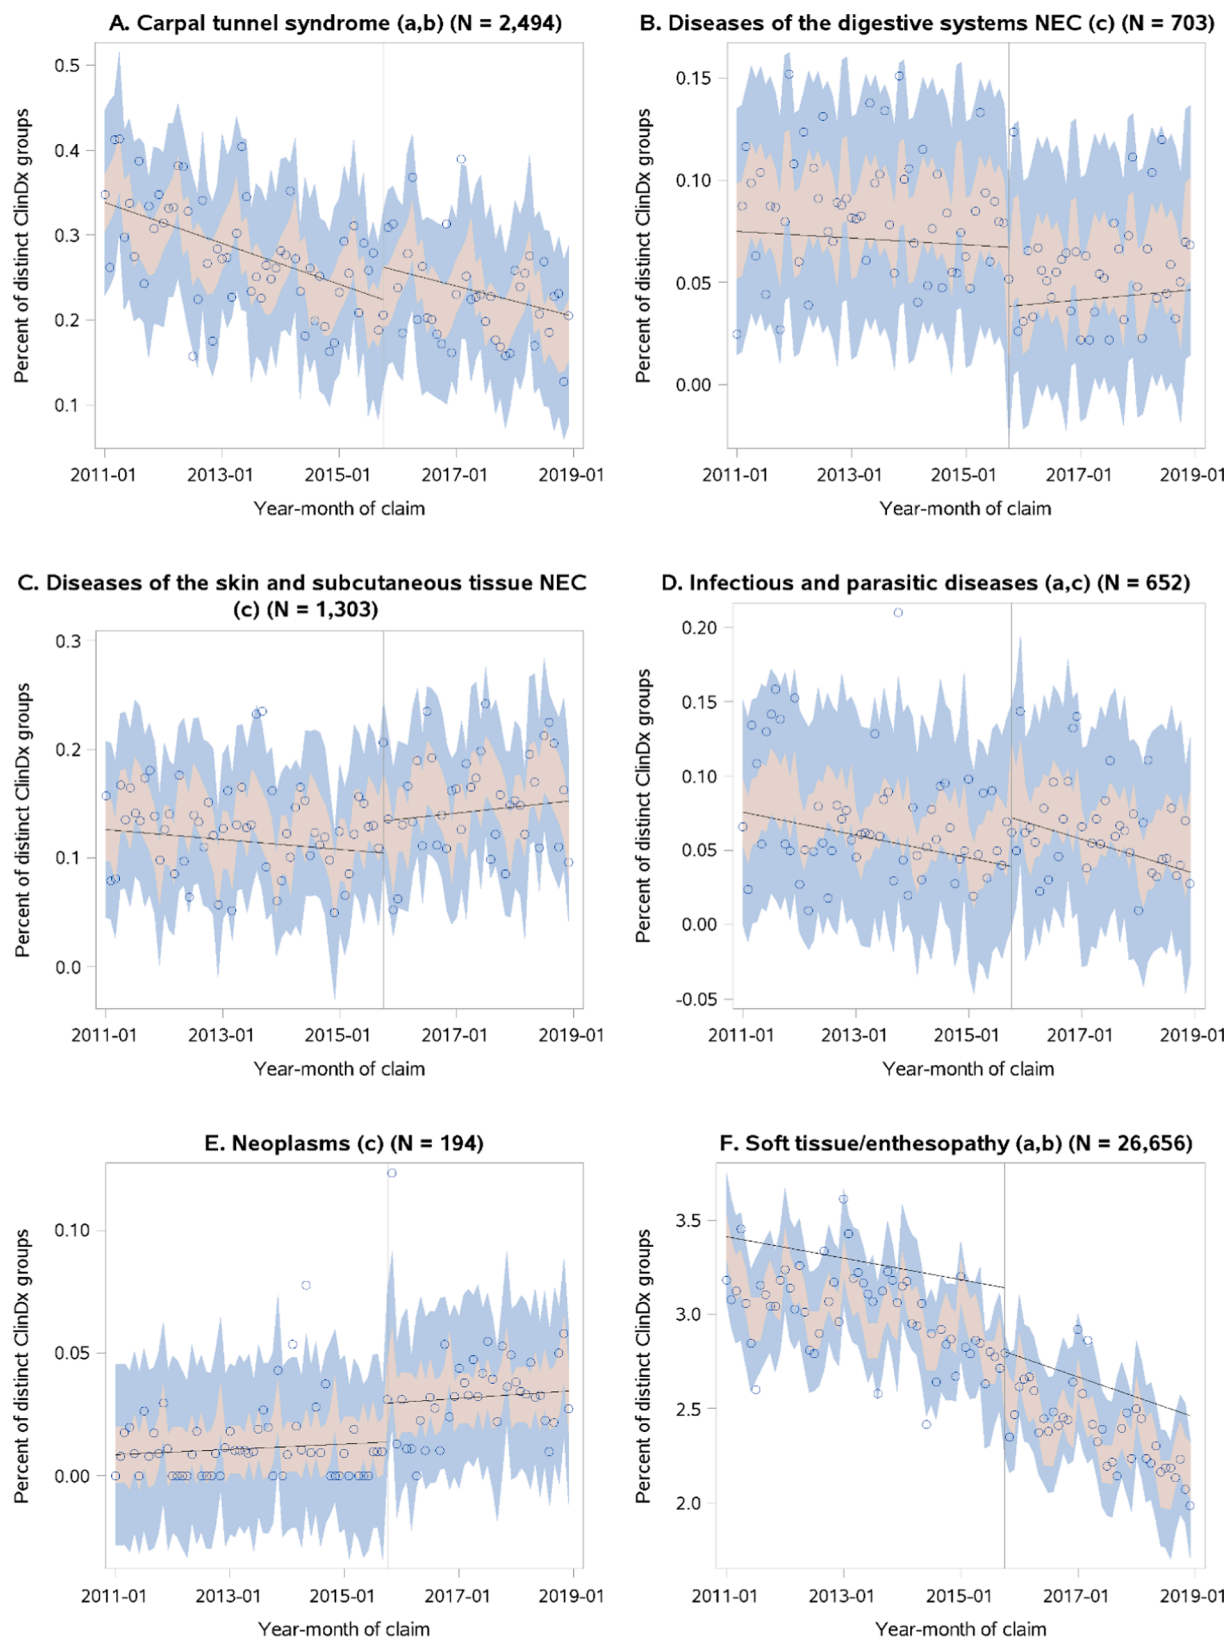 A. Carpal tunnel syndrome (a,b) (N = 2,494)
Percent of distinct ClinDx groups
0.5
0.4
0.3
0.2
0.1
2011-01 2013-01 2015-01 2017-01 2019-01
Year-month of claim
B. Diseases of the digestive systems NEC (c) (N = 703)
Percent of distinct ClinDx groups
0.15
0.10
0.05
0.00
2011-01 2013-01 2015-01 2017-01 2019-01
Year-month of claim
C. Diseases of the skin and subcutaneous tissue NEC
(c) (N = 1,303)
Percent of distinct ClinDx groups
0.3
0.2
0.1
0.0
2011-01 2013-01 2015-01 2017-01 2019-01
Year-month of claim
D. Infectious and parasitic diseases (a,c) (N = 652)
Percent of distinct ClinDx groups
0.20
0.15
0.10
0.05
0.00
-0.05
2011-01 2013-01 2015-01 2017-01 2019-01
Year-month of claim
E. Neoplasms (c) (N = 194)
Percent of distinct ClinDx groups
0.10
0.05
0.00
2011-01 2013-01 2015-01 2017-01 2019-01
Year-month of claim
F. Soft tissue/enthesopathy (a,b) (N = 26,656)
Percent of distinct ClinDx groups
3.5
3.0
2.5
2.0
2011-01 2013-01 2015-01 2017-01 2019-01
Year-month of claim